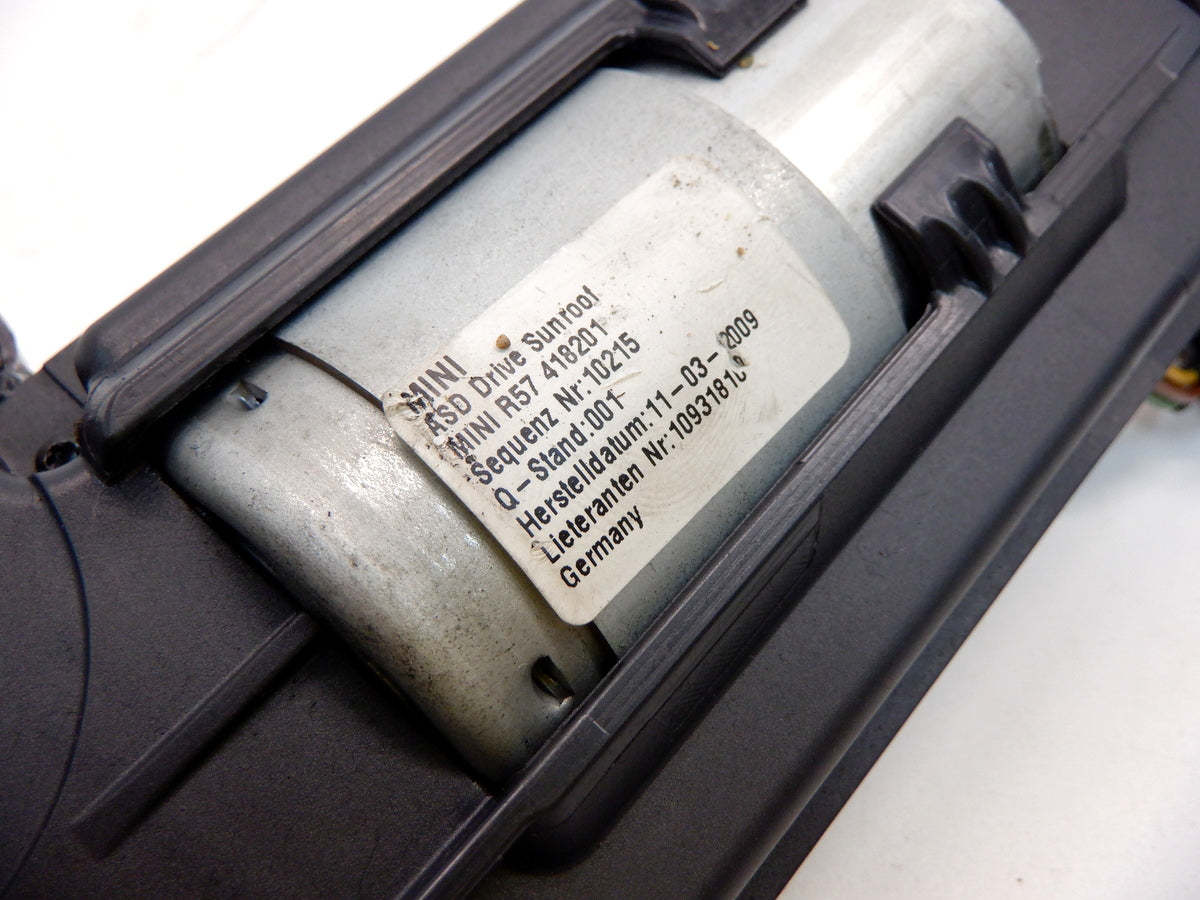 MINI
ASD Drive Sunroof
MINI R57 418201
Sequenz Nr:10215
Q-Stand:001
Herstelldatum:11-03-2009
Lieferanten Nr:
Germany